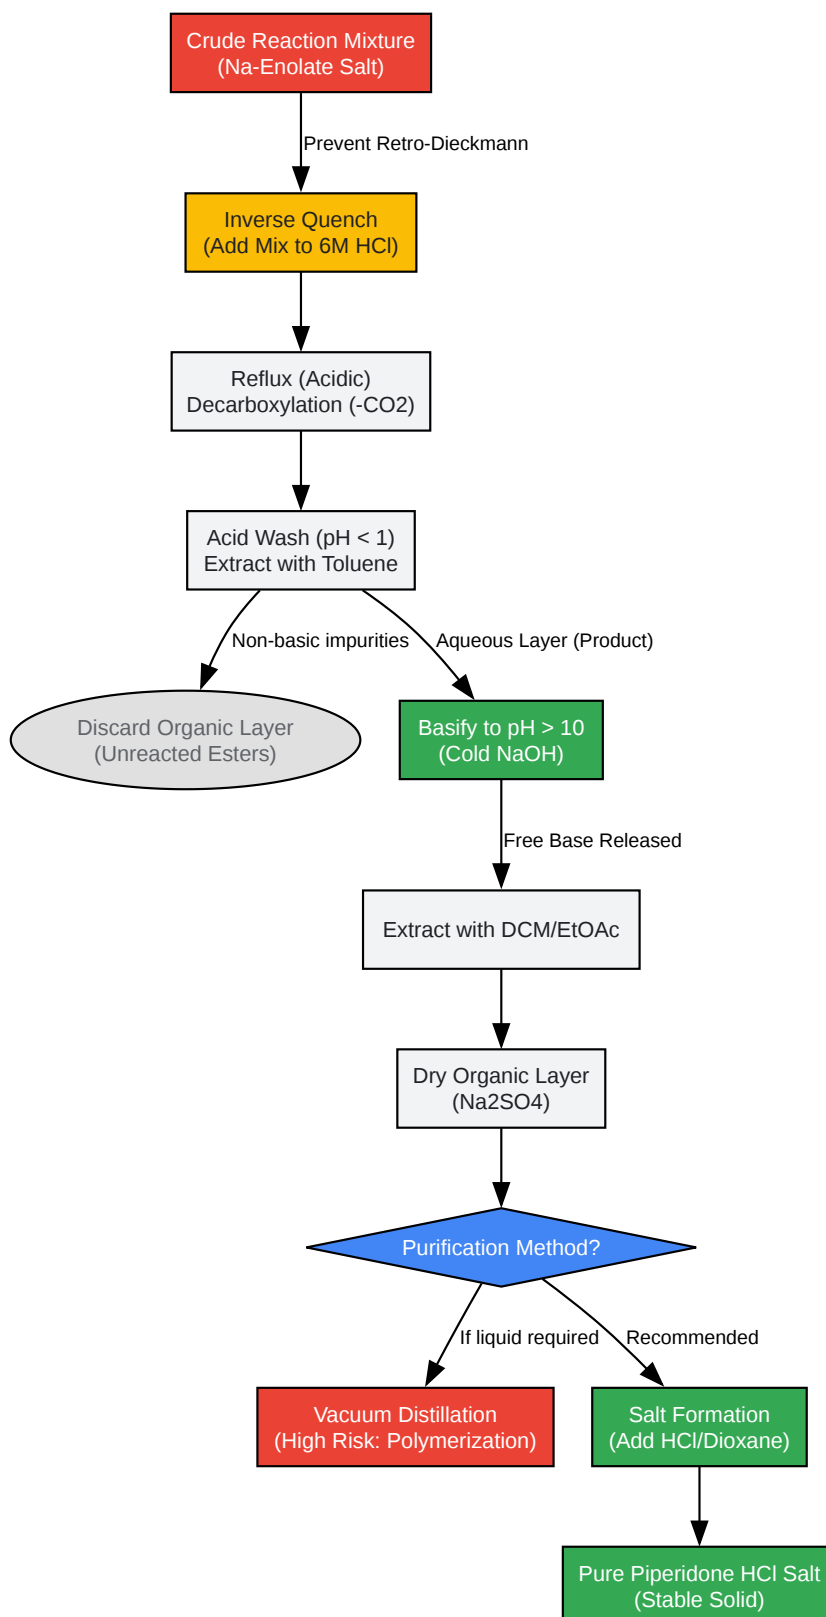 Crude Reaction Mixture
(Na-Enolate Salt)
Prevent Retro-Dieckmann
Inverse Quench
(Add Mix to 6M HCl)
Reflux (Acidic)
Decarboxylation (-CO2)
Acid Wash (pH < 1)
Extract with Toluene
Non-basic impurities
Aqueous Layer (Product)
Discard Organic Layer
(Unreacted Esters)
Basify to pH > 10
(Cold NaOH)
Free Base Released
Extract with DCM/EtOAc
Dry Organic Layer
(Na2SO4)
Purification Method?
If liquid required
Recommended
Vacuum Distillation
(High Risk: Polymerization)
Salt Formation
(Add HCl/Dioxane)
Pure Piperidone HCl Salt
(Stable Solid)